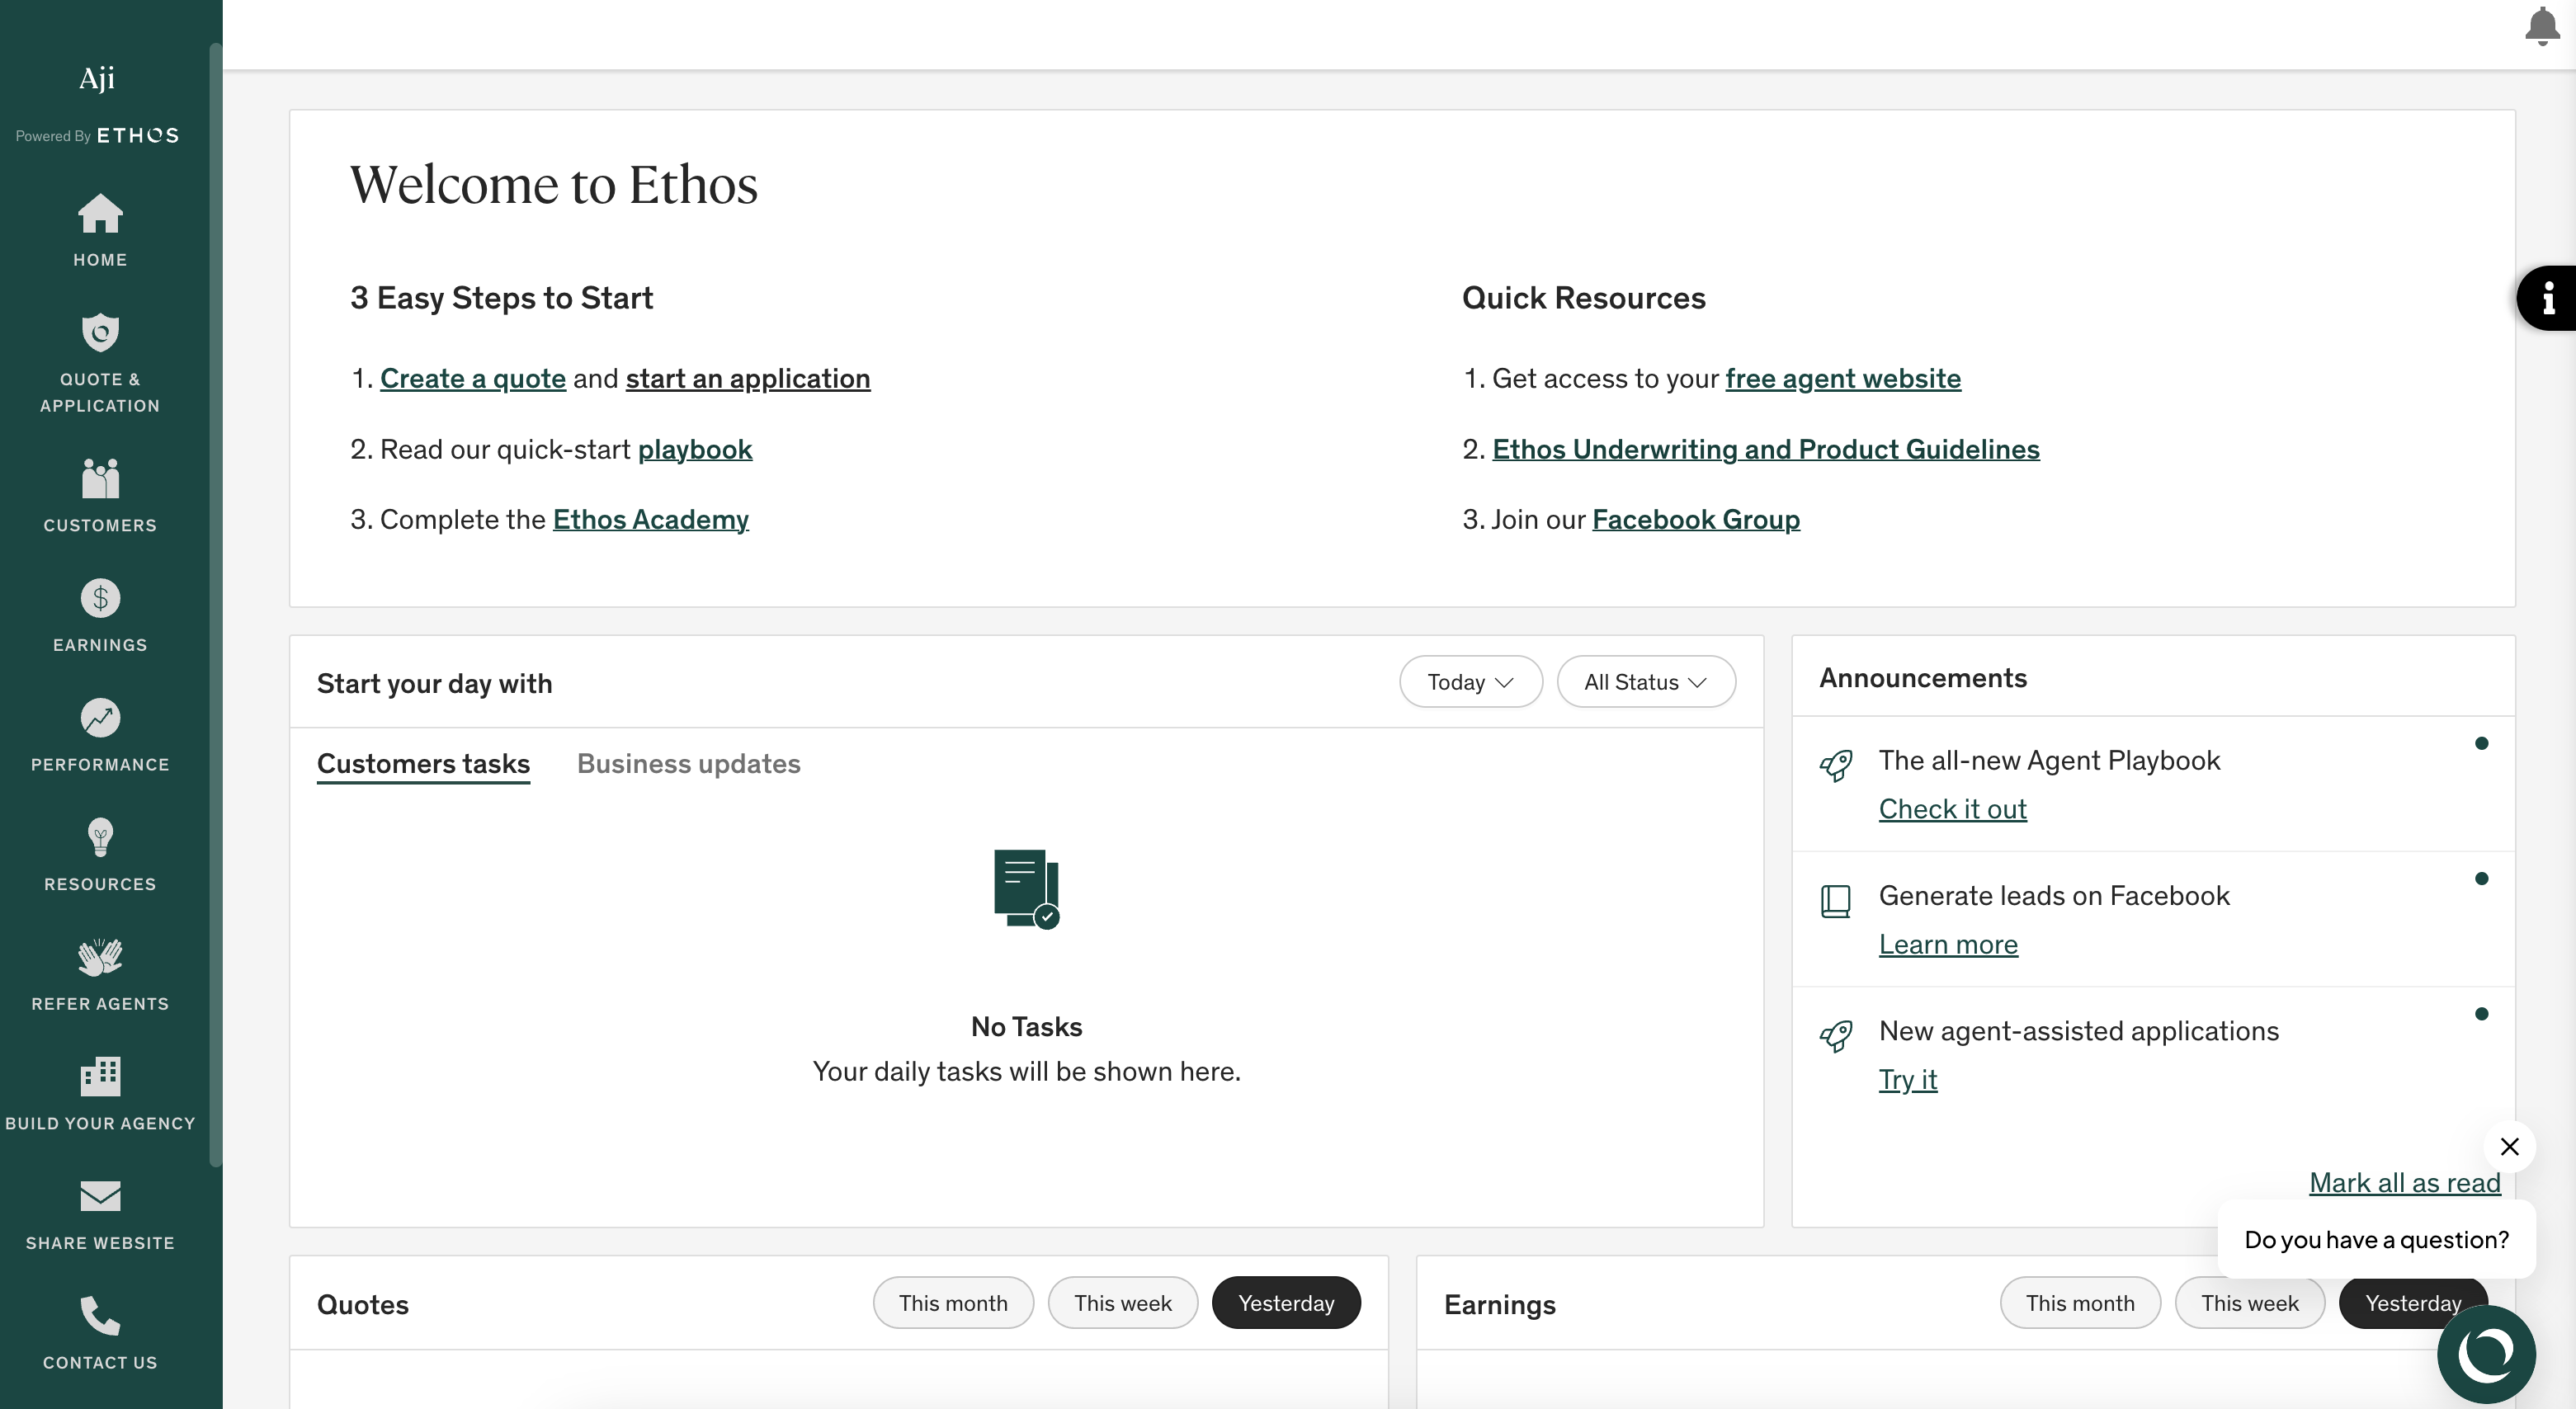 Aji
Powered By ETHOS
HOME
QUOTE &
APPLICATION
CUSTOMERS
EARNINGS
PERFORMANCE
RESOURCES
REFER AGENTS
BUILD YOUR AGENCY
SHARE WEBSITE
CONTACT US
Welcome to Ethos
3 Easy Steps to Start
1. Create a quote and start an application
2. Read our quick-start playbook
3. Complete the Ethos Academy
Quick Resources
1. Get access to your free agent website
2. Ethos Underwriting and Product Guidelines
3. Join our Facebook Group
Start your day with
Today
All Status
Customers tasks
Business updates
No Tasks
Your daily tasks will be shown here.
Announcements
The all-new Agent Playbook
Check it out
Generate leads on Facebook
Learn more
New agent-assisted applications
Try it
Mark all as read
Do you have a question?
Quotes
This month
This week
Yesterday
Earnings
This month
This week
Yesterday